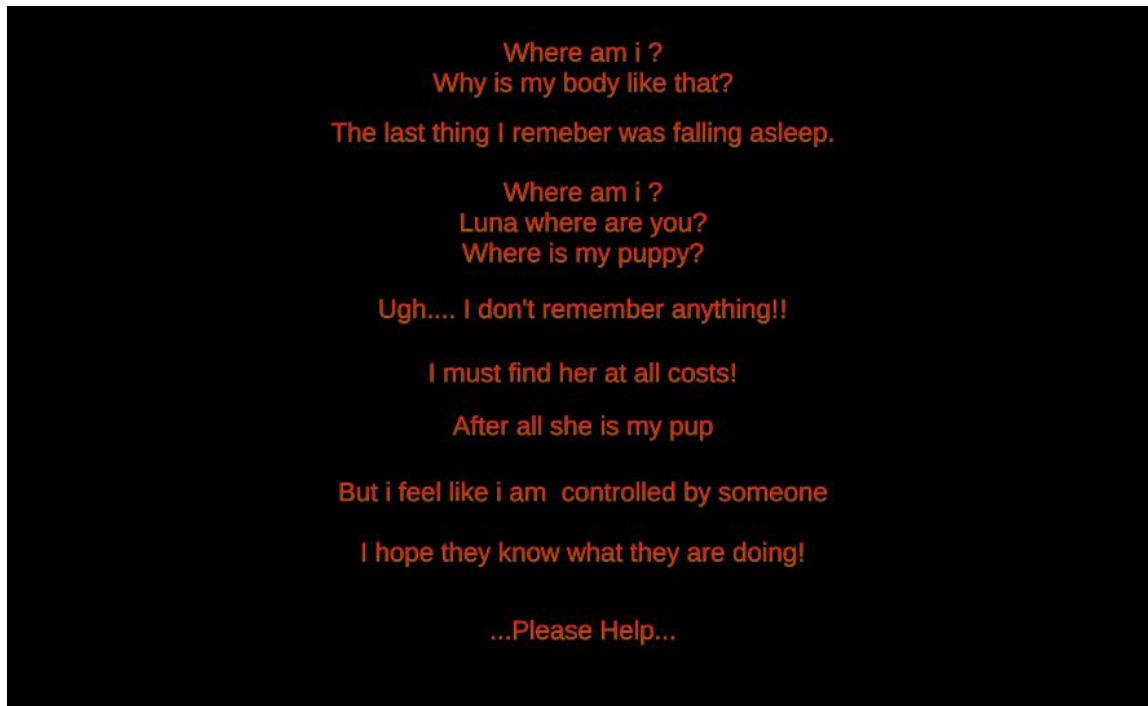 Where am i ?
Why is my body like that?
The last thing I remeber was falling asleep.
Where am i ?
Luna where are you?
Where is my puppy?
Ugh.... I don't remember anything!!
I must find her at all costs!
After all she is my pup
But i feel like i am  controlled by someone
I hope they know what they are doing!
...Please Help...